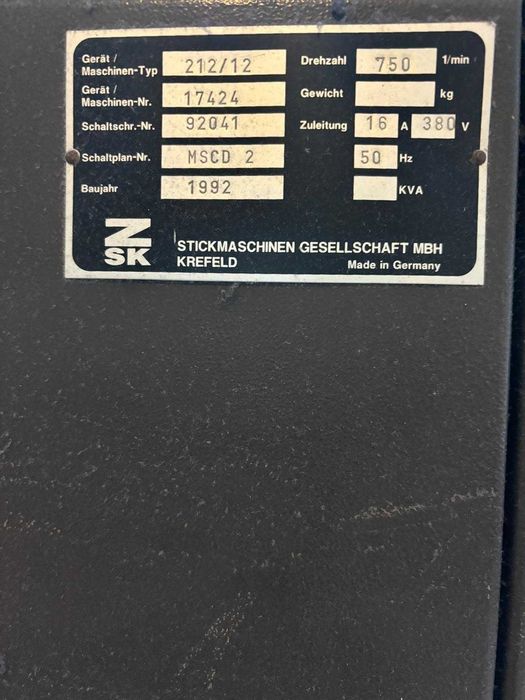 Gerät / Maschinen-Typ 212/12 Drehzahl 750 1/min
Gerät / Maschinen-Nr. 17424 Gewicht kg
Schaltschr.-Nr. 92041 Zuleitung 16 A 380 V
Schaltplan-Nr. MSCD 2 50 Hz
Baujahr 1992 KVA
ZSK
STICKMASCHINEN GESELLSCHAFT MBH
KREFELD Made in Germany